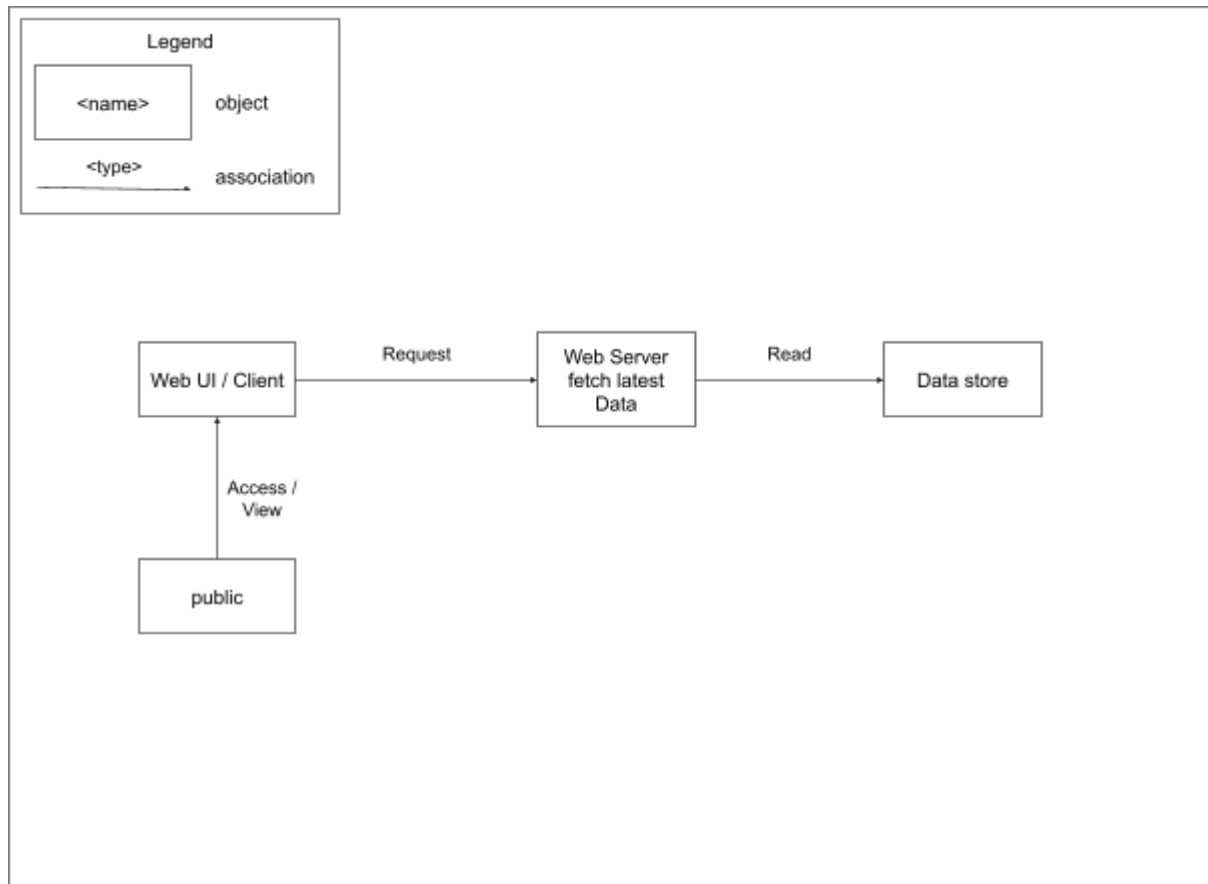 Legend
<name>
object
<type>
association
Web UI / Client
Request
Web Server
fetch latest
Data
Read
Data store
Access /
View
public